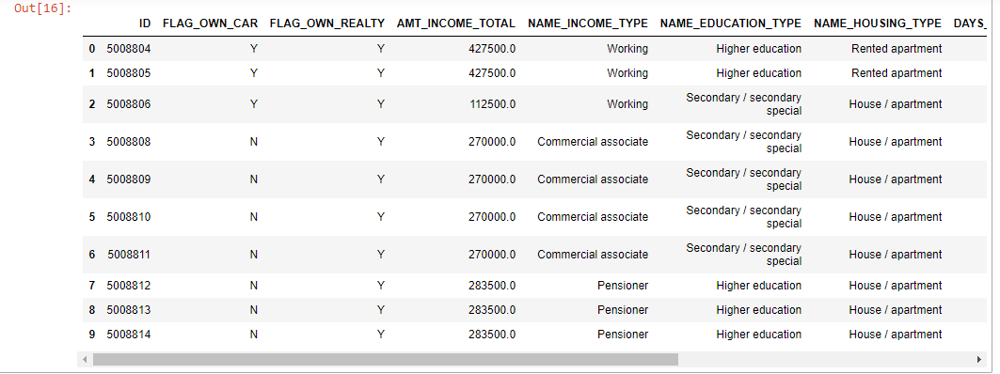 Out[16]:
ID FLAG_OWN_CAR FLAG_OWN_REALTY AMT_INCOME_TOTAL NAME_INCOME_TYPE NAME_EDUCATION_TYPE NAME_HOUSING_TYPE DAYS_
0 5008804 Y Y 427500.0 Working Higher education Rented apartment
1 5008805 Y Y 427500.0 Working Higher education Rented apartment
2 5008806 Y Y 112500.0 Working Secondary / secondary special House / apartment
3 5008808 N Y 270000.0 Commercial associate Secondary / secondary special House / apartment
4 5008809 N Y 270000.0 Commercial associate Secondary / secondary special House / apartment
5 5008810 N Y 270000.0 Commercial associate Secondary / secondary special House / apartment
6 5008811 N Y 270000.0 Commercial associate Secondary / secondary special House / apartment
7 5008812 N Y 283500.0 Pensioner Higher education House / apartment
8 5008813 N Y 283500.0 Pensioner Higher education House / apartment
9 5008814 N Y 283500.0 Pensioner Higher education House / apartment